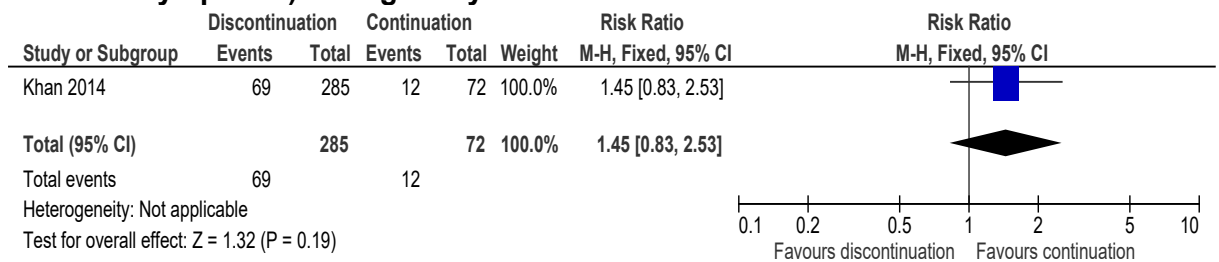 Discontinuation Continuation Risk Ratio Risk Ratio
Study or Subgroup Events Total Events Total Weight M-H, Fixed, 95% CI M-H, Fixed, 95% CI
Khan 2014 69 285 12 72 100.0% 1.45 [0.83, 2.53]
Total (95% CI) 285 72 100.0% 1.45 [0.83, 2.53]
Total events 69 12
Heterogeneity: Not applicable
Test for overall effect: Z = 1.32 (P = 0.19)
0.1 0.2 0.5 1 2 5 10
Favours discontinuation Favours continuation